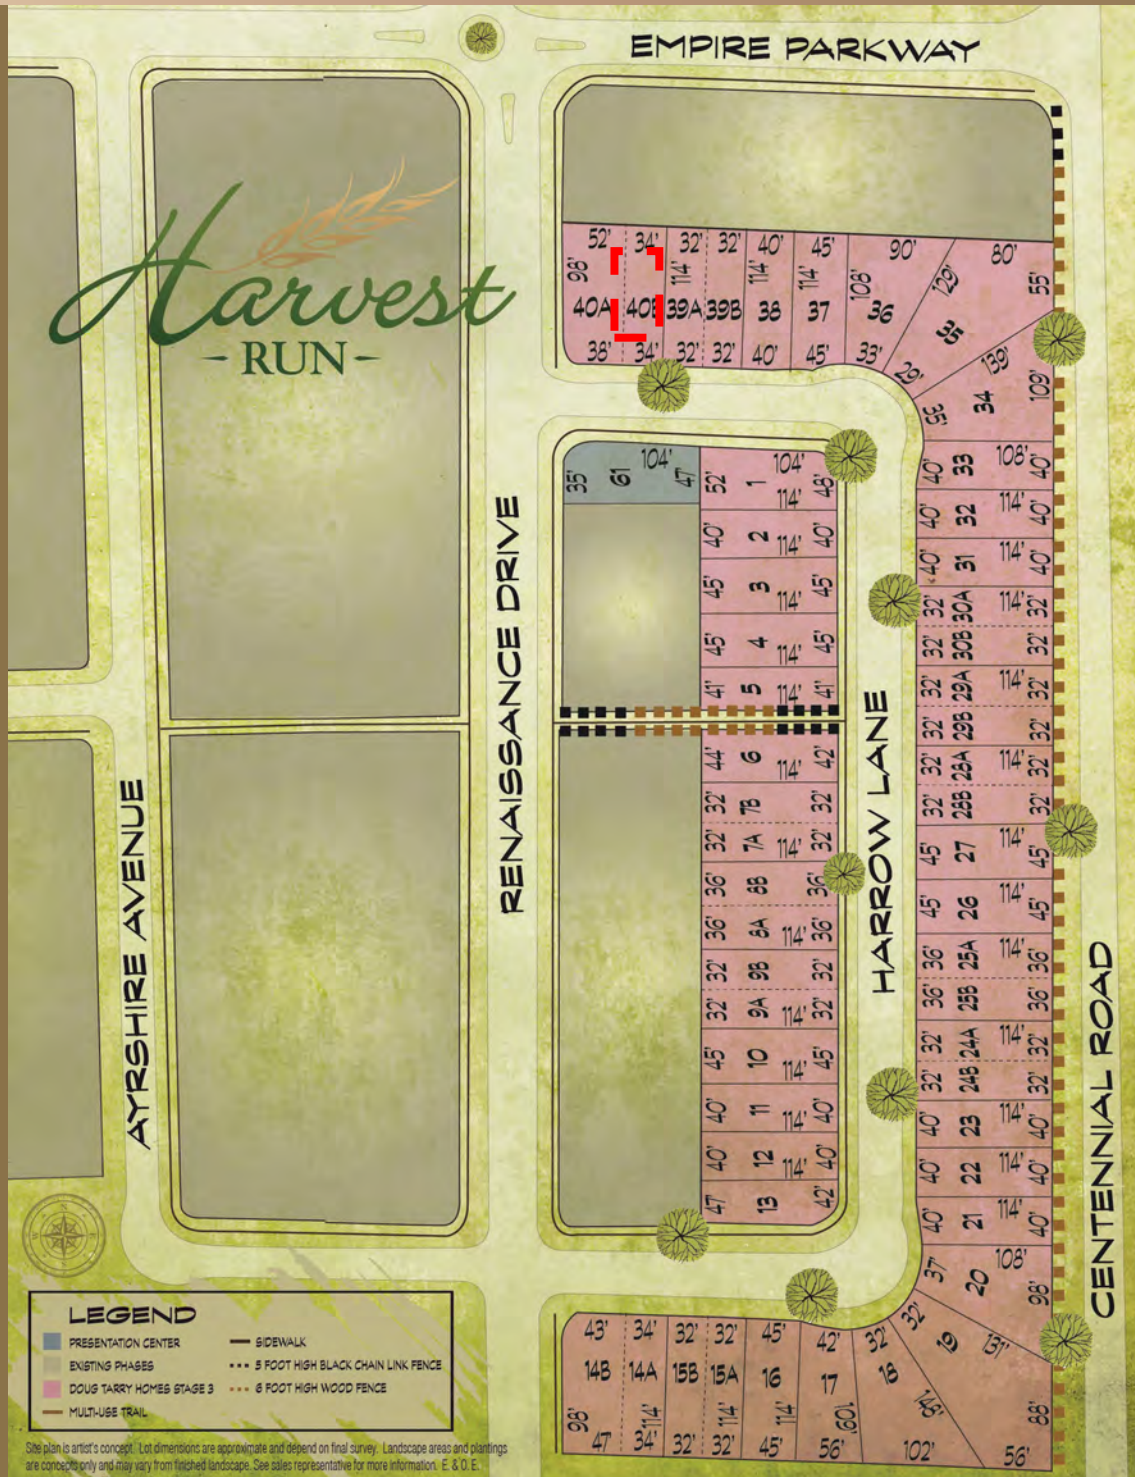 EMPIRE PARKWAY
Harvest
- RUN -
52' 34' 32' 32' 40' 45' 90' 80'
98' 114' 114' 114' 108' 129' 55'
40A 39A 39B 38 37 36 35
38' 34' 32' 32' 40' 45' 33' 29' 139' 109'
35 34
35' 61 104' 47' 52' 1 104' 114' 48'
40' 33 108' 40'
40' 2 114' 40'
40' 32 114' 40'
45' 3 114' 45'
40' 31 114' 40'
45' 4 114' 45'
32' 30A 114' 32'
32' 30B 32'
41' 5 114' 41'
32' 29A 114' 32'
32' 29B 32'
44' 6 114' 42'
32' 28A 114' 32'
32' 7B 32'
32' 28B 32'
32' 7A 114' 32'
45' 27 114' 45'
36' 8B 36'
45' 26 114' 45'
36' 8A 114' 36'
36' 25A 114' 36'
32' 9B 32'
36' 25B 36'
32' 9A 114' 32'
32' 24A 114' 32'
45' 10 114' 45'
32' 24B 32'
40' 11 114' 40'
40' 23 114' 40'
40' 12 114' 40'
40' 22 114' 40'
47' 13 42'
40' 21 114' 40'
37' 20 108' 98'
32' 19 131'
43' 34' 32' 32' 45' 42' 32'
14B 14A 15B 15A 16 17 18
98' 114' 114' 114' 109' 146' 88'
47' 34' 32' 32' 45' 56' 102' 56'
AYRSHIRE AVENUE
RENAISSANCE DRIVE
HARROW LANE
CENTENNIAL ROAD
LEGEND
PRESENTATION CENTER
EXISTING PHASES
DOUG TARRY HOMES STAGE 3
MULTI-USE TRAIL
SIDEWALK
5 FOOT HIGH BLACK CHAIN LINK FENCE
6 FOOT HIGH WOOD FENCE
Site plan is artist's concept. Lot dimensions are approximate and depend on final survey. Landscape areas and plantings
are concepts only and may vary from finished landscape. See sales representative for more information. E. & O. E.